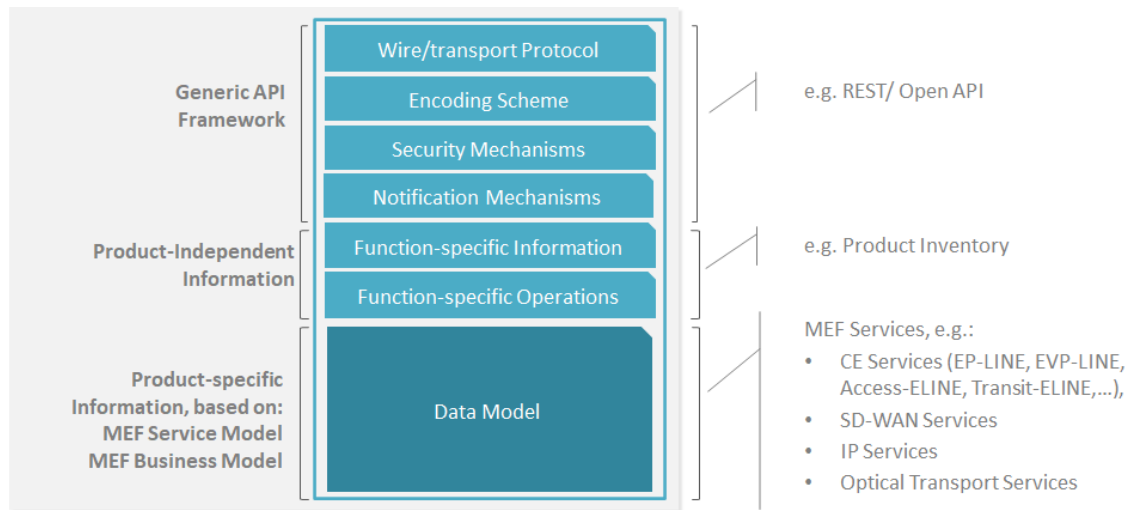 Generic API
Framework
Wire/transport Protocol
Encoding Scheme
Security Mechanisms
Notification Mechanisms
e.g. REST/ Open API
Product-Independent
Information
Function-specific Information
Function-specific Operations
e.g. Product Inventory
Product-specific
Information, based on:
MEF Service Model
MEF Business Model
Data Model
MEF Services, e.g.:
• CE Services (EP-LINE, EVP-LINE,
Access-ELINE, Transit-ELINE,...),
• SD-WAN Services
• IP Services
• Optical Transport Services